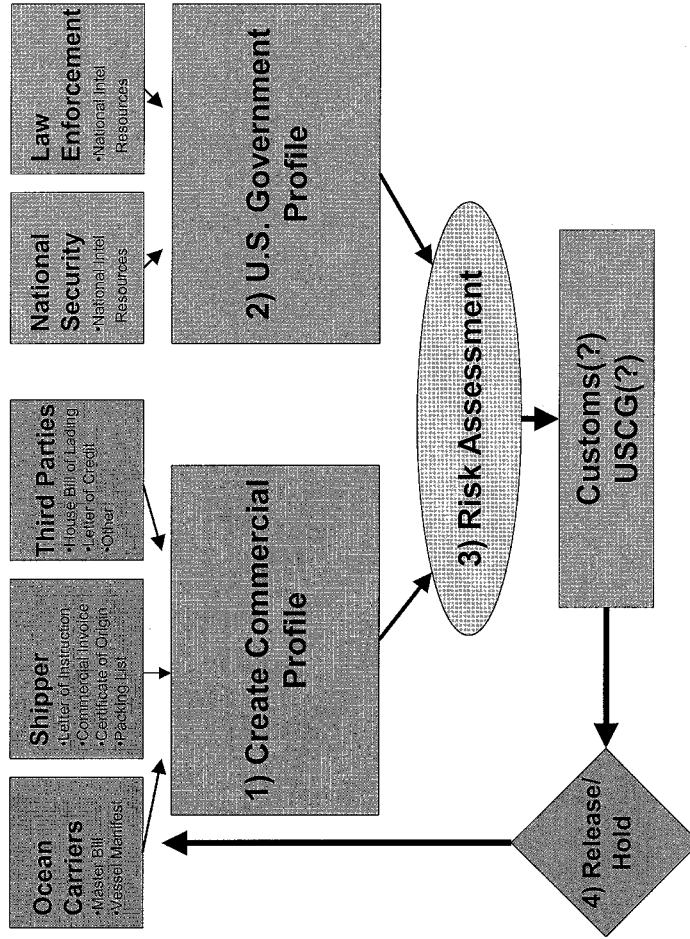 Ocean
Carriers
•Master Bill
•Vessel Manifest
Shipper
•Letter of Instruction
•Commercial Invoice
•Certificate of Origin
•Packing List
Third Parties
•House Bill of Lading
•Letter of Credit
•Other
National
Security
•National Intel
Resources
Law
Enforcement
•National Intel
Resources
1) Create Commercial
Profile
2) U.S. Government
Profile
3) Risk Assessment
Customs(?)
USCG(?)
4) Release/
Hold